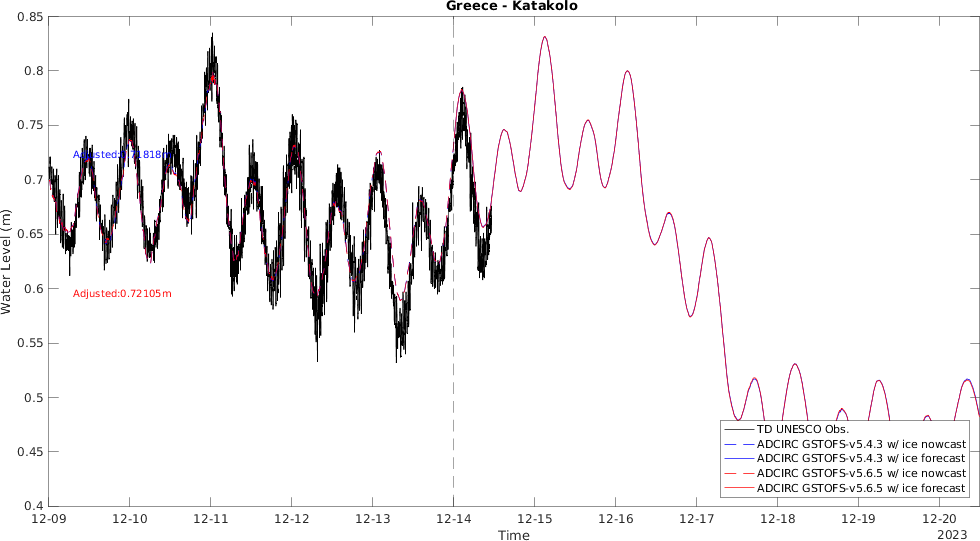 Greece - Katakolo
0.85
0.8
0.75
0.7
0.65
0.6
0.55
0.5
0.45
0.4
Water Level (m)
Adjusted:0.71818m
Adjusted:0.72105m
TD UNESCO Obs.
ADCIRC GSTOFS-v5.4.3 w/ ice nowcast
ADCIRC GSTOFS-v5.4.3 w/ ice forecast
ADCIRC GSTOFS-v5.6.5 w/ ice nowcast
ADCIRC GSTOFS-v5.6.5 w/ ice forecast
12-09 12-10 12-11 12-12 12-13 12-14 12-15 12-16 12-17 12-18 12-19 12-20
Time
2023